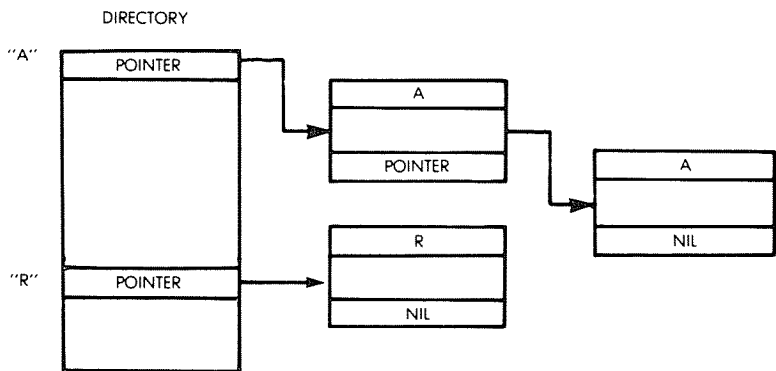 DIRECTORY
"A"
POINTER
A
POINTER
A
NIL
"R"
POINTER
R
NIL